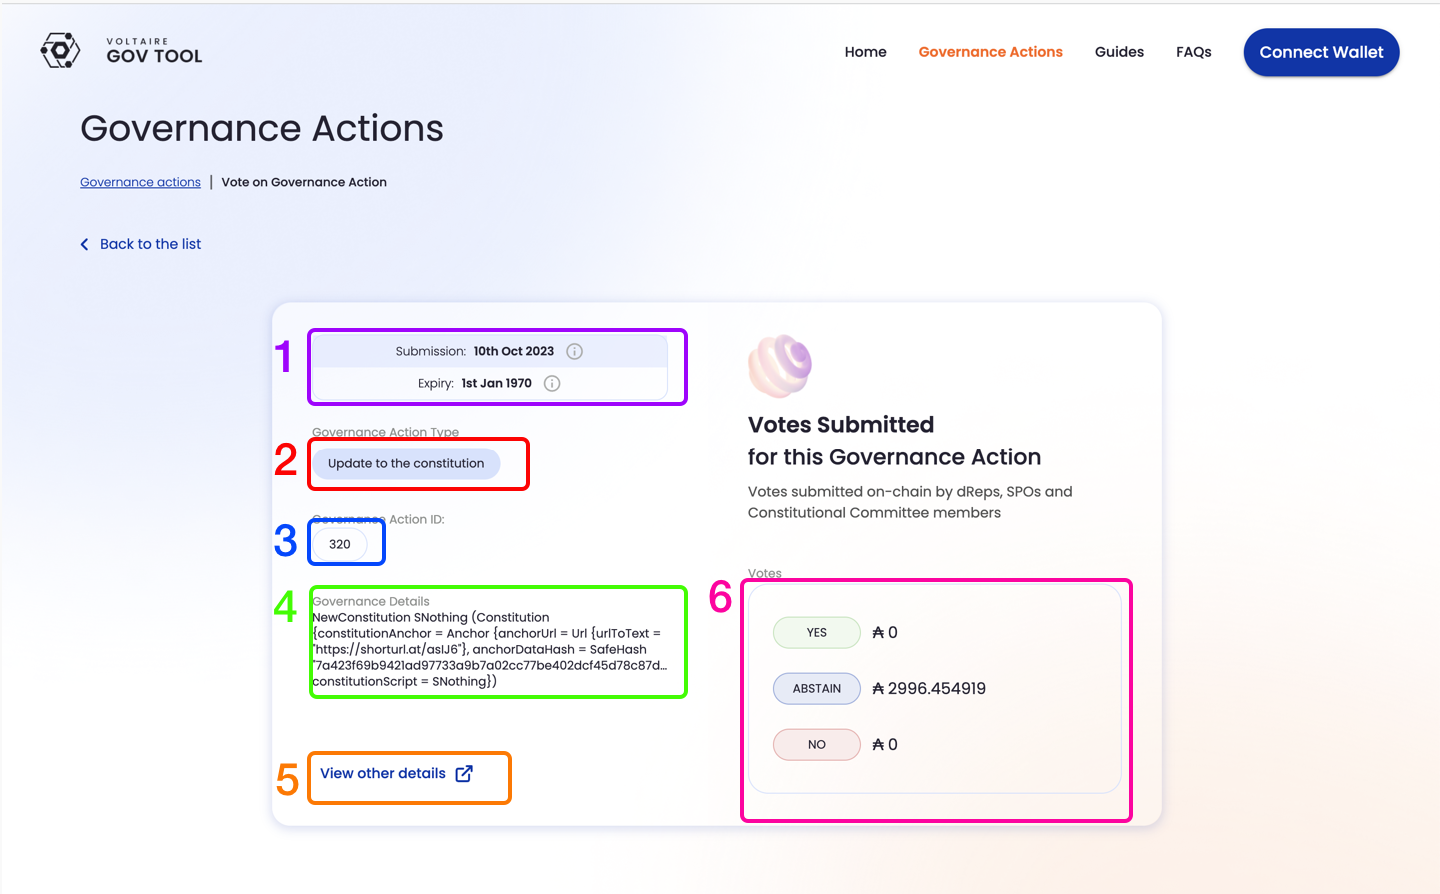 VOLTAIRE
GOV TOOL
Home
Governance Actions
Guides
FAQs
Connect Wallet
Governance Actions
Governance actions | Vote on Governance Action
Back to the list
1
Submission: 10th Oct 2023
Expiry: 1st Jan 1970
Governance Action Type
2
Update to the constitution
Governance Action ID:
3
320
4
Governance Details
NewConstitution SNothing (Constitution
{constitutionAnchor = Anchor {anchorUrl = Url {urlToText =
"https://shorturl.at/asIJ6"}, anchorDataHash = SafeHash
"7a423f69b9421ad97733a9b7a02cc77be402dcf45d78c87d...
constitutionScript = SNothing})
5
View other details
Votes Submitted
for this Governance Action
Votes submitted on-chain by dReps, SPOs and
Constitutional Committee members
Votes
6
YES ₳ 0
ABSTAIN ₳ 2996.454919
NO ₳ 0